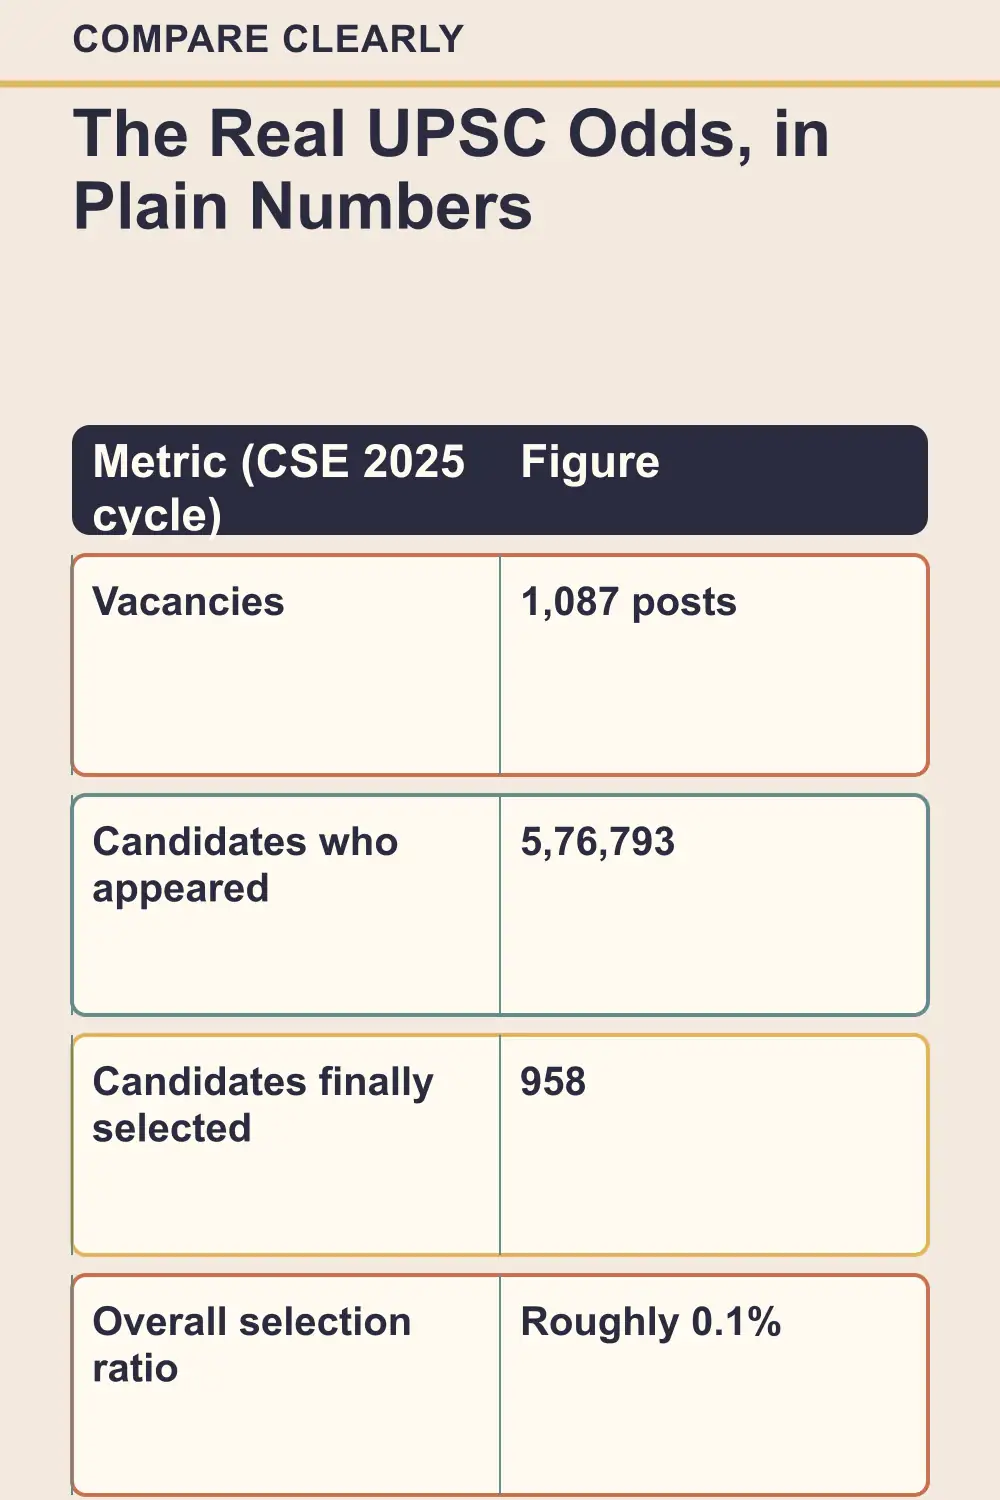 COMPARE CLEARLY
The Real UPSC Odds, in
Plain Numbers
Metric (CSE 2025 Figure
cycle)
Vacancies 1,087 posts
Candidates who 5,76,793
appeared
Candidates finally 958
selected
Overall selection Roughly 0.1%
ratio